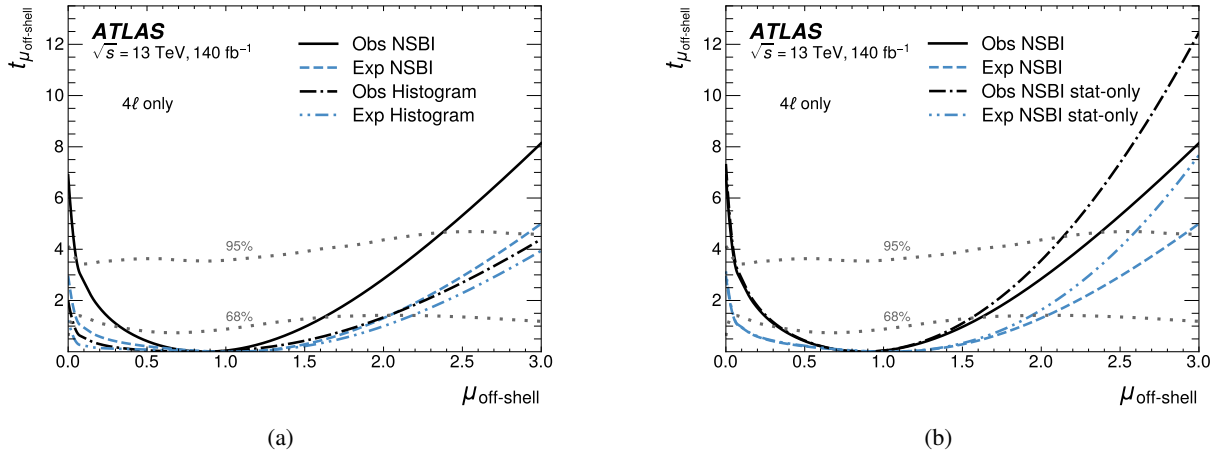 ATLAS
√s = 13 TeV, 140 fb⁻¹
4ℓ only
Obs NSBI
Exp NSBI
Obs Histogram
Exp Histogram
t_μoff-shell
12
10
8
6
4
2
95%
68%
0.0 0.5 1.0 1.5 2.0 2.5 3.0
μoff-shell
(a)
ATLAS
√s = 13 TeV, 140 fb⁻¹
4ℓ only
Obs NSBI
Exp NSBI
Obs NSBI stat-only
Exp NSBI stat-only
t_μoff-shell
12
10
8
6
4
2
95%
68%
0.0 0.5 1.0 1.5 2.0 2.5 3.0
μoff-shell
(b)